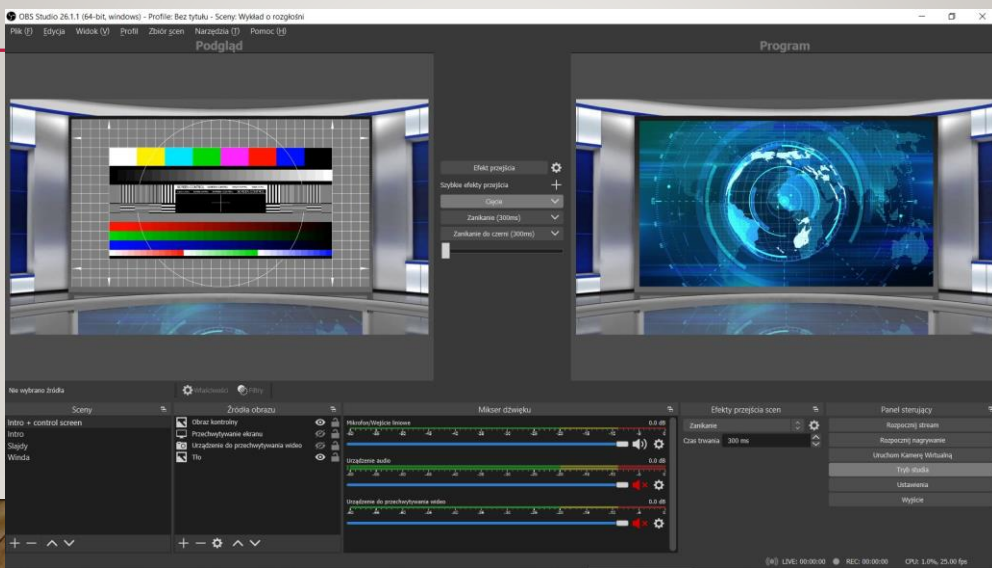 OBS Studio 26.1.1 (64-bit, windows) - Profile: Bez tytułu - Sceny: Wykład o rozgłośni
Plik (F) Edycja Widok (V) Profil Zbiór scen Narzędzia (T) Pomoc (H)
Podgląd
Program
Efekt przejścia
Szybkie efekty przejścia
Cięcie
Zanikanie (300ms)
Zanikanie do czerni (300ms)
Nie wybrano źródła
Właściwości
Filtry
Sceny
Intro + control screen
Intro
Slajdy
Winda
Źródła obrazu
Obraz kontrolny
Przechwytywanie ekranu
Urządzenie do przechwytywania wideo
Tło
Mikser dźwięku
Mikrofon/Wejście liniowe 0.0 dB
Urządzenie audio 0.0 dB
Urządzenie do przechwytywania wideo 0.0 dB
Efekty przejścia scen
Zanikanie
Czas trwania 300 ms
Panel sterujący
Rozpocznij stream
Rozpocznij nagrywanie
Uruchom Kamerę Wirtualną
Tryb studia
Ustawienia
Wyjście
LIVE: 00:00:00 REC: 00:00:00 CPU: 1.0%, 25.00 fps